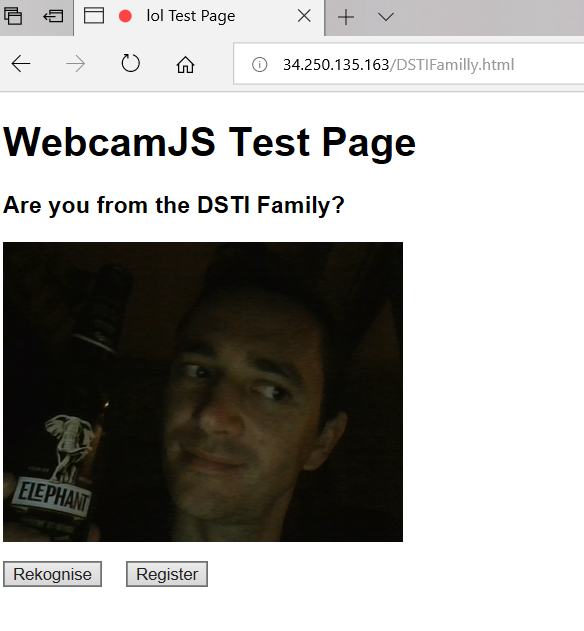 lol Test Page
34.250.135.163/DSTIFamilly.html
WebcamJS Test Page
Are you from the DSTI Family?
ELEPHANT
Rekognise Register